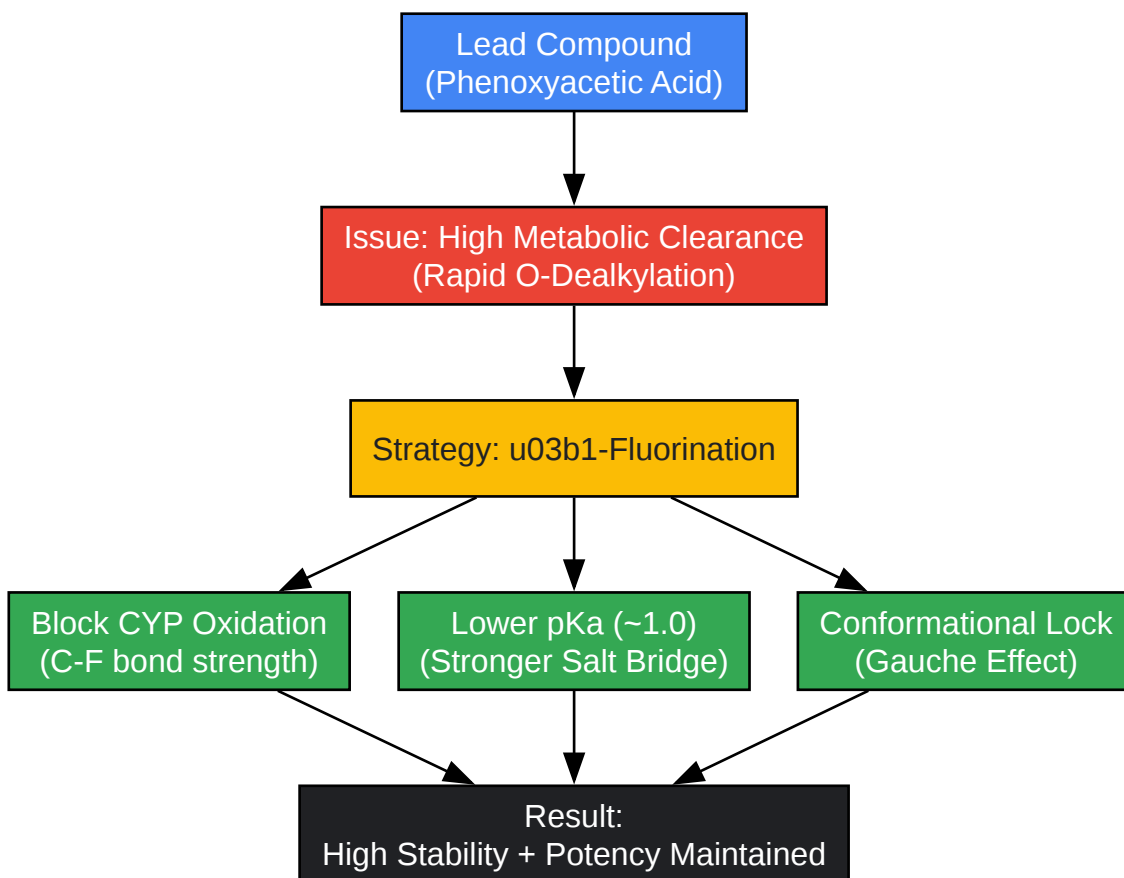 Lead Compound
(Phenoxyacetic Acid)
Issue: High Metabolic Clearance
(Rapid O-Dealkylation)
Strategy: u03b1-Fluorination
Block CYP Oxidation
(C-F bond strength)
Lower pKa (~1.0)
(Stronger Salt Bridge)
Conformational Lock
(Gauche Effect)
Result:
High Stability + Potency Maintained